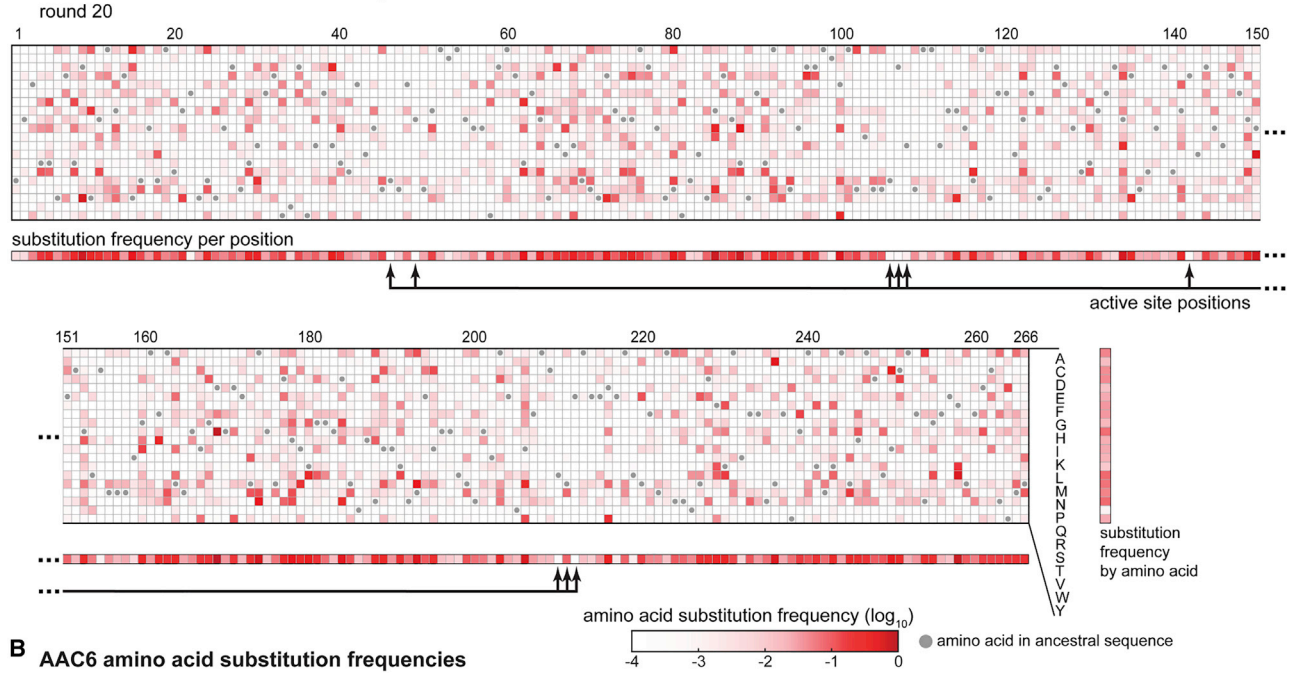 round 20
1 20 40 60 80 100 120 140 150
substitution frequency per position
active site positions
151 160 180 200 220 240 260 266
A
C
D
E
F
G
H
I
K
L
M
N
P
Q
R
S
T
V
W
Y
substitution
frequency
by amino acid
amino acid substitution frequency (log10)
-4 -3 -2 -1 0
amino acid in ancestral sequence
B AAC6 amino acid substitution frequencies